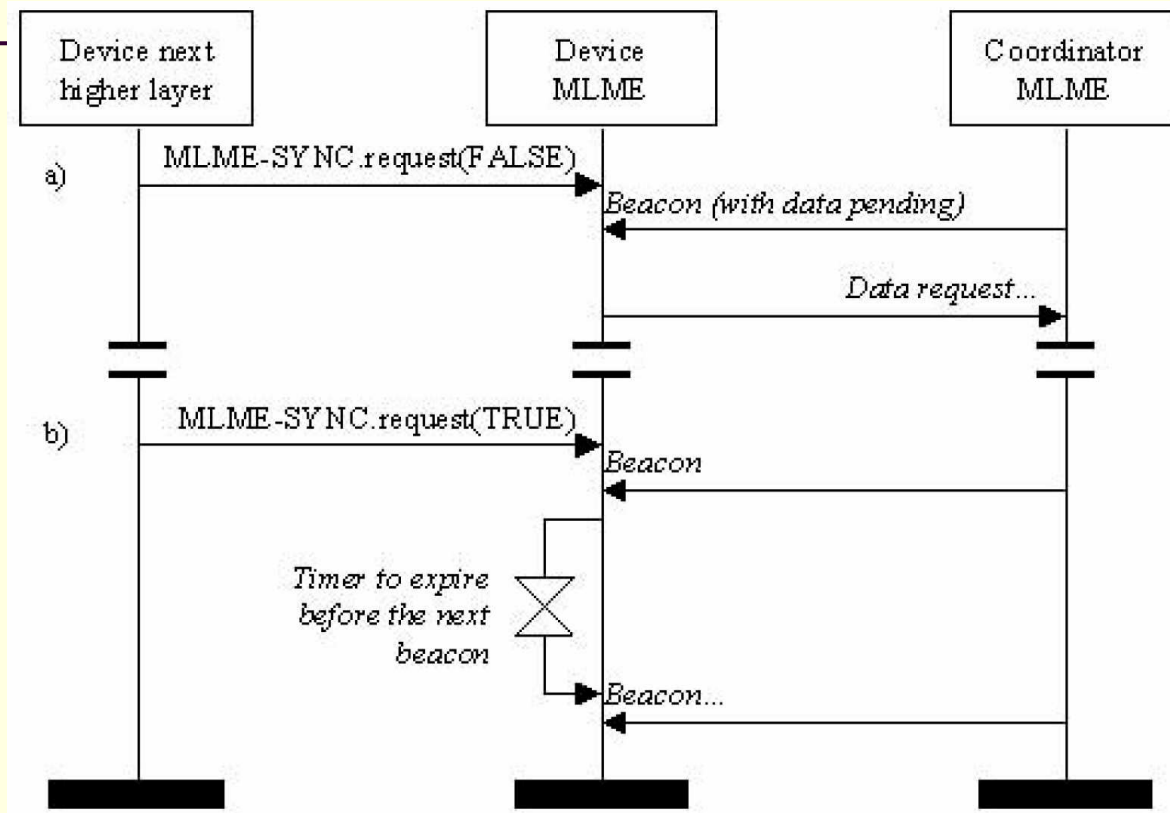 Device next
higher layer
Device
MLME
Coordinator
MLME
a)
MLME-SYNC.request(FALSE)
Beacon (with data pending)
Data request...
b)
MLME-SYNC.request(TRUE)
Beacon
Timer to expire
before the next
beacon
Beacon...